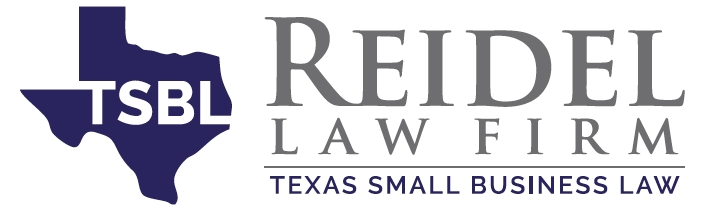 TSBL
REIDEL
LAW FIRM
TEXAS SMALL BUSINESS LAW